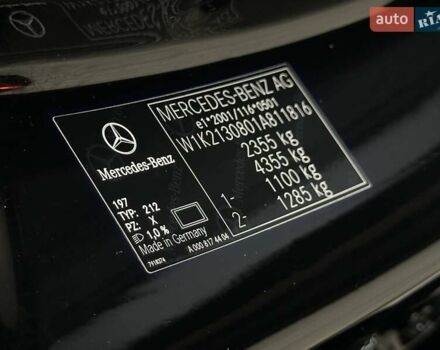 auto RIA
MERCEDES-BENZ AG
e1*2001/116*0501
W1K2130801A811816
2355 kg
4355 kg
1- 1100 kg
2- 1285 kg
Mercedes-Benz
197
TYP: 212
PZ: X
1,0 %
Made in Germany
A 000 817 44 04